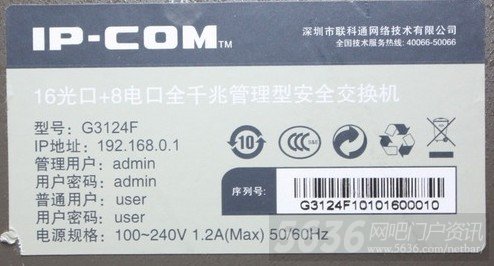 IP-COM™
深圳市联科通网络技术有限公司
全国技术服务热线: 40066-50066
16光口+8电口全千兆管理型安全交换机
型号: G3124F
IP地址: 192.168.0.1
管理用户: admin
用户密码: admin
普通用户: user
用户密码: user
电源规格: 100~240V 1.2A(Max) 50/60Hz
10
CCC
序列号:
G3124F10101600010
5636网吧门户资讯
www.5636.com/netbar/